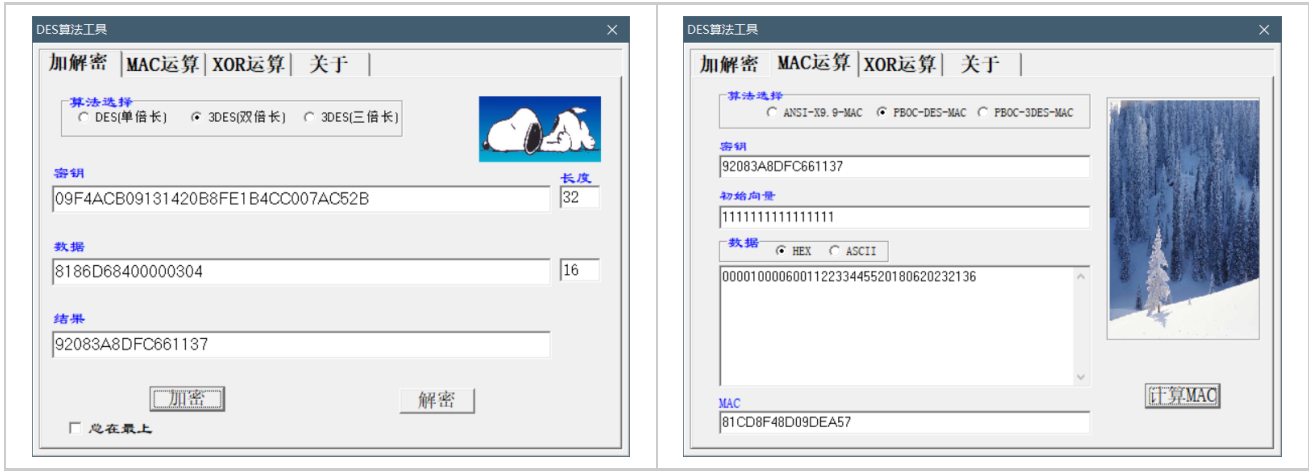 DES算法工具
加解密 MAC运算 XOR运算 关于
算法选择
DES(单倍长) 3DES(双倍长) 3DES(三倍长)
密钥
长度
09F4ACB09131420B8FE1B4CC007AC52B
32
数据
8186D68400000304
16
结果
92083A8DFC661137
加密 解密
总在最上
DES算法工具
加解密 MAC运算 XOR运算 关于
算法选择
ANSI-X9.9-MAC PBOC-DES-MAC PBOC-3DES-MAC
密钥
92083A8DFC661137
初始向量
1111111111111111
数据 HEX ASCII
000010000600112233445520180620232136
计算MAC
MAC
81CD8F48D09DEA57